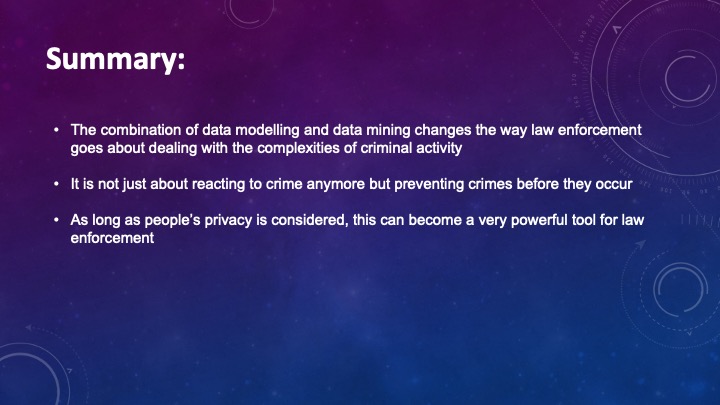 Summary:
• The combination of data modelling and data mining changes the way law enforcement
goes about dealing with the complexities of criminal activity
• It is not just about reacting to crime anymore but preventing crimes before they occur
• As long as people’s privacy is considered, this can become a very powerful tool for law
enforcement